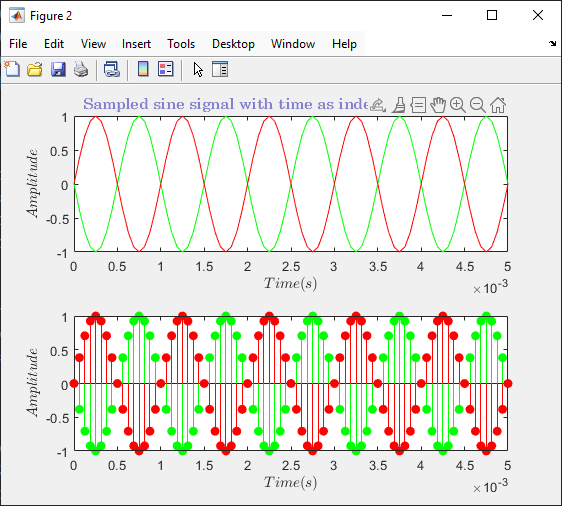 Figure 2
File Edit View Insert Tools Desktop Window Help
Sampled sine signal with time as inde
1
0.5
0
-0.5
-1
Amplitude
0 0.5 1 1.5 2 2.5 3 3.5 4 4.5 5
Time(s)
×10⁻³
1
0.5
0
-0.5
-1
Amplitude
0 0.5 1 1.5 2 2.5 3 3.5 4 4.5 5
Time(s)
×10⁻³